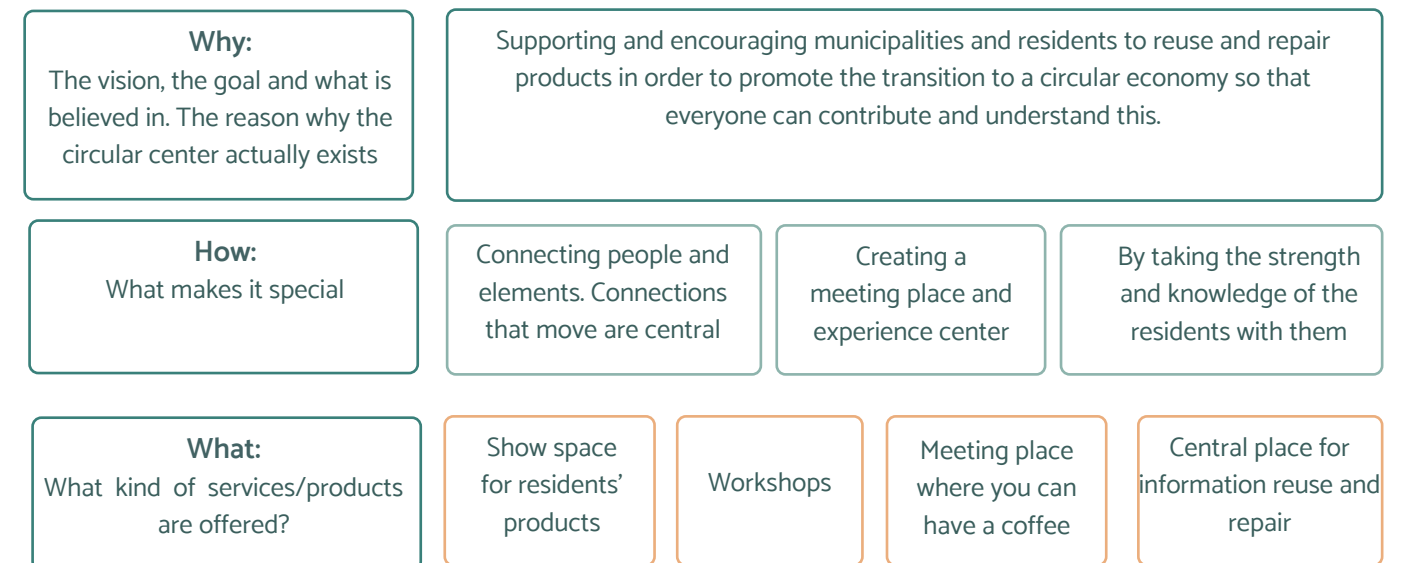 Why:
The vision, the goal and what is
believed in. The reason why the
circular center actually exists
Supporting and encouraging municipalities and residents to reuse and repair
products in order to promote the transition to a circular economy so that
everyone can contribute and understand this.
How:
What makes it special
Connecting people and
elements. Connections
that move are central
Creating a
meeting place and
experience center
By taking the strength
and knowledge of the
residents with them
What:
What kind of services/products
are offered?
Show space
for residents’
products
Workshops
Meeting place
where you can
have a coffee
Central place for
information reuse and
repair